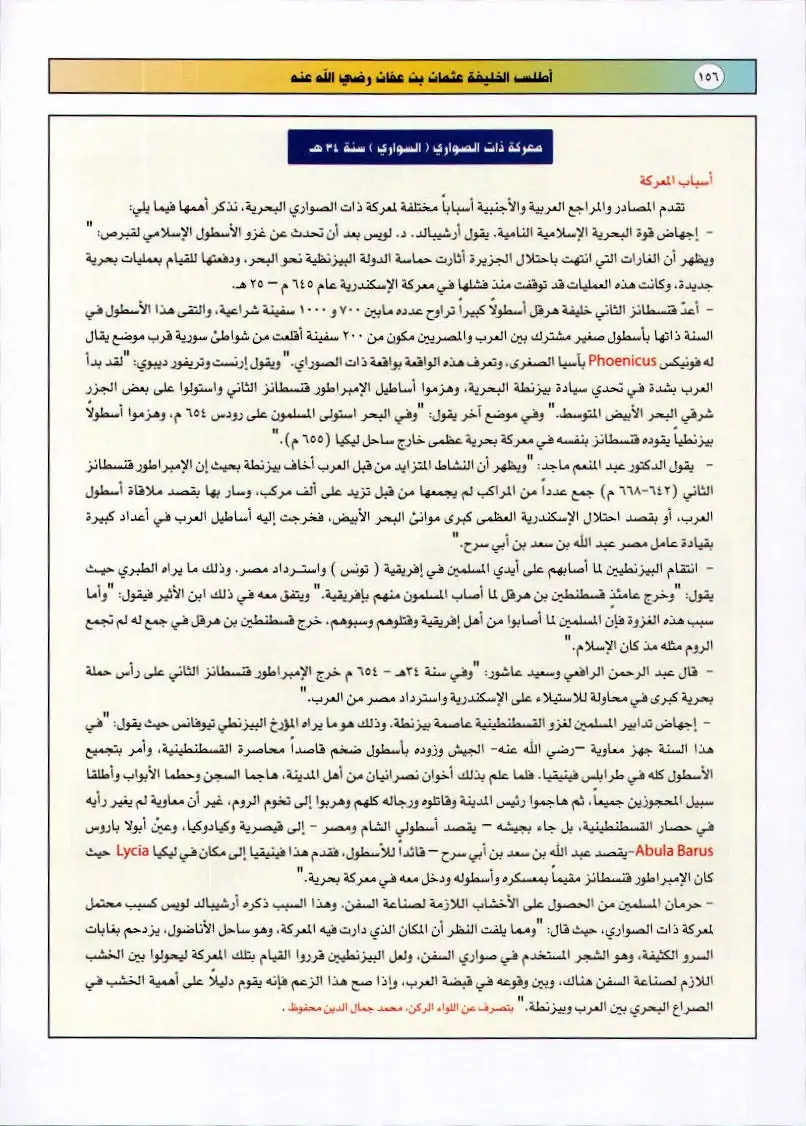 ١٥٦
أطلس الخليفة عثمان بن عفان رضي الله عنه
معركة ذات الصواري ( السواري ) سنة ٣٤ هـ
أسباب المعركة
تقدم المصادر والمراجع العربية والأجنبية أسباباً مختلفة لمعركة ذات الصواري البحرية، نذكر أهمها فيما يلي:
– إجهاض قوة البحرية الإسلامية النامية. يقول أرشيبالد. د. لويس بعد أن تحدث عن غزو الأسطول الإسلامي لقبرص: "
ويظهر أن الغارات التي انتهت باحتلال الجزيرة أثارت حماسة الدولة البيزنطية نحو البحر، ودفعتها للقيام بعمليات بحرية
جديدة، وكانت هذه العمليات قد توقفت منذ فشلها في معركة الإسكندرية عام ٦٤٥ م – ٢٥ هـ.
– أعدّ قنسطانز الثاني خليفة هرقل أسطولاً كبيراً تراوح عدده مابين ٧٠٠ و ١٠٠٠ سفينة شراعية، والتقى هذا الأسطول في
السنة ذاتها بأسطول صغير مشترك بين العرب والمصريين مكون من ٢٠٠ سفينة أقلعت من شواطئ سورية قرب موضع يقال
له فونيكس Phoenicus بآسيا الصغرى، وتعرف هذه الواقعة بواقعة ذات الصوراي." ويقول إرنست وتريفور ديبوي: "لقد بدأ
العرب بشدة في تحدي سيادة بيزنطة البحرية، وهزموا أساطيل الإمبراطور قنسطانز الثاني واستولوا على بعض الجزر
شرقي البحر الأبيض المتوسط." وفي موضع آخر يقول: "وفي البحر استولى المسلمون على رودس ٦٥٤ م، وهزموا أسطولاً
بيزنطياً يقوده قنسطانز بنفسه في معركة بحرية عظمى خارج ساحل ليكيا (٦٥٥ م)."
– يقول الدكتور عبد المنعم ماجد: "ويظهر أن النشاط المتزايد من قبل العرب أخاف بيزنطة بحيث إن الإمبراطور قنسطانز
الثاني (٦٤٢–٦٦٨ م) جمع عدداً من المراكب لم يجمعها من قبل تزيد على ألف مركب، وسار بها بقصد ملاقاة أسطول
العرب، أو بقصد احتلال الإسكندرية العظمى كبرى موانئ البحر الأبيض، فخرجت إليه أساطيل العرب في أعداد كبيرة
بقيادة عامل مصر عبد الله بن سعد بن أبي سرح."
– انتقام البيزنطيين لما أصابهم على أيدي المسلمين في إفريقية ( تونس ) واسترداد مصر. وذلك ما يراه الطبري حيث
يقول: "وخرج عامئذٍ قسطنطين بن هرقل لما أصاب المسلمون منهم بإفريقية." ويتفق معه في ذلك ابن الأثير فيقول: "وأما
سبب هذه الغزوة فإن المسلمين لما أصابوا من أهل إفريقية وقتلوهم وسبوهم، خرج قسطنطين بن هرقل في جمع له لم تجمع
الروم مثله مذ كان الإسلام."
– قال عبد الرحمن الرافعي وسعيد عاشور: "وفي سنة ٣٤هـ – ٦٥٤ م خرج الإمبراطور قنسطانز الثاني على رأس حملة
بحرية كبرى في محاولة للاستيلاء على الإسكندرية واسترداد مصر من العرب."
– إجهاض تدابير المسلمين لغزو القسطنطينية عاصمة بيزنطة. وذلك هو ما يراه المؤرخ البيزنطي تيوفانس حيث يقول: "في
هذا السنة جهز معاوية –رضي الله عنه– الجيش وزوده بأسطول ضخم قاصداً محاصرة القسطنطينية، وأمر بتجميع
الأسطول كله في طرابلس فينيقيا. فلما علم بذلك أخوان نصرانيان من أهل المدينة، هاجما السجن وحطما الأبواب وأطلقا
سبيل المحجوزين جميعاً، ثم هاجموا رئيس المدينة وقاتلوه ورجاله كلهم وهربوا إلى تخوم الروم، غير أن معاوية لم يغير رأيه
في حصار القسطنطينية، بل جاء بجيشه – يقصد أسطولي الشام ومصر – إلى قيصرية وكبادوكيا، وعيّن أبولا باروس
Abula Barus–يقصد عبد الله بن سعد بن أبي سرح– قائداً للأسطول، فقدم هذا فينيقيا إلى مكان في ليكيا Lycia حيث
كان الإمبراطور قنسطانز مقيماً بمعسكره وأسطوله ودخل معه في معركة بحرية."
– حرمان المسلمين من الحصول على الأخشاب اللازمة لصناعة السفن. وهذا السبب ذكره أرشيبالد لويس كسبب محتمل
لمعركة ذات الصواري، حيث قال: "ومما يلفت النظر أن المكان الذي دارت فيه المعركة، وهو ساحل الأناضول، يزدحم بغابات
السرو الكثيفة، وهو الشجر المستخدم في صواري السفن، ولعل البيزنطيين قرروا القيام بتلك المعركة ليحولوا بين الخشب
اللازم لصناعة السفن هناك، وبين وقوعه في قبضة العرب، وإذا صح هذا الزعم فإنه يقوم دليلاً على أهمية الخشب في
الصراع البحري بين العرب وبيزنطة." بتصرف عن اللواء الركن، محمد جمال الدين محفوظ .